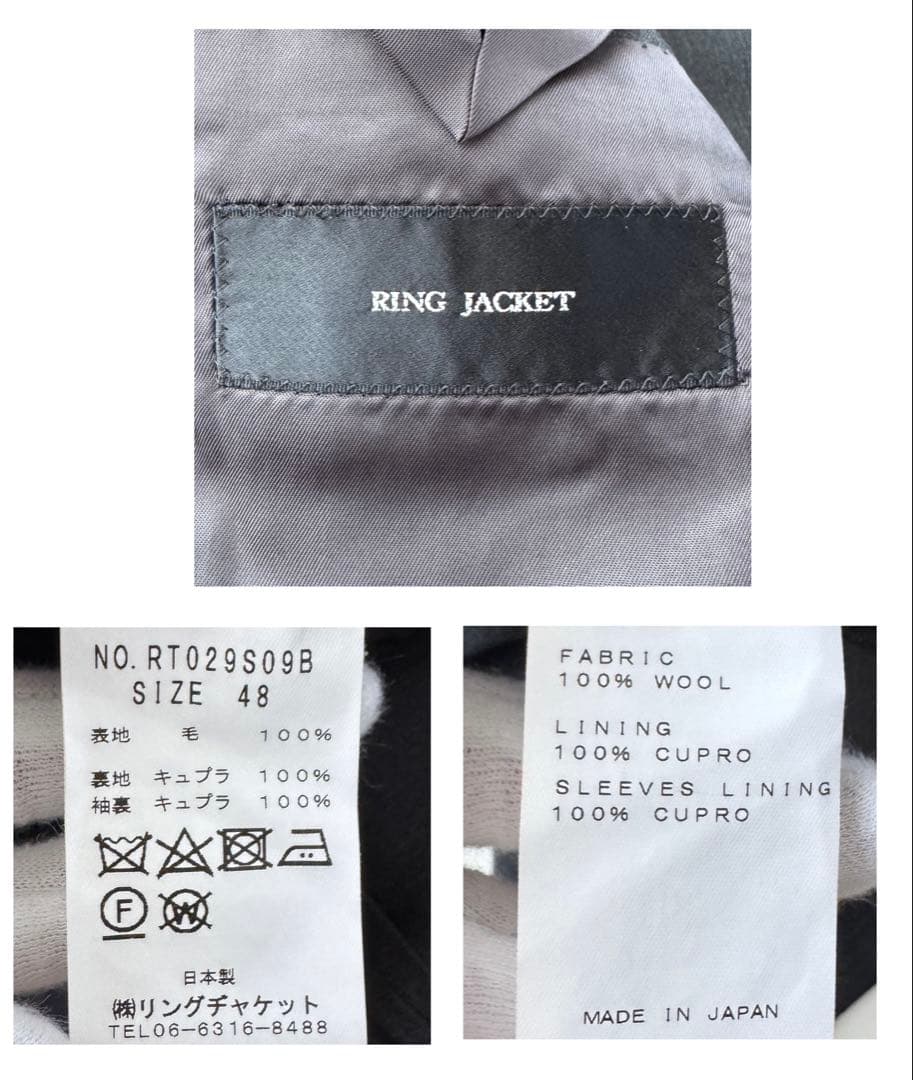 RING JACKET
NO. RT029S09B
SIZE 48
表地 毛 100%
裏地 キュプラ 100%
袖裏 キュプラ 100%
F
W
日本製
㈱リングヂャケット
TEL06-6316-8488
FABRIC
100% WOOL
LINING
100% CUPRO
SLEEVES LINING
100% CUPRO
MADE IN JAPAN